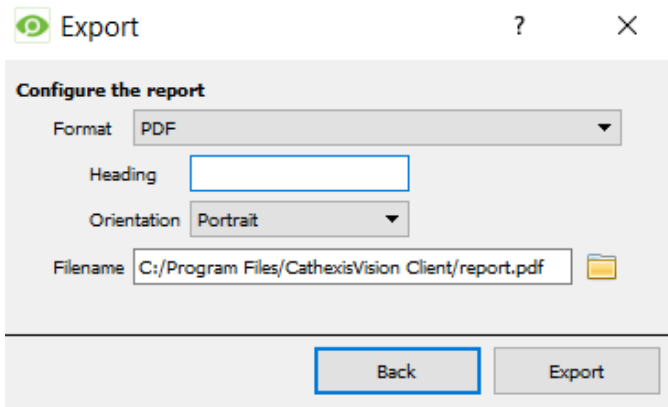 Export ?
Configure the report
Format PDF
Heading
Orientation Portrait
Filename C:/Program Files/CathexisVision Client/report.pdf
Back Export